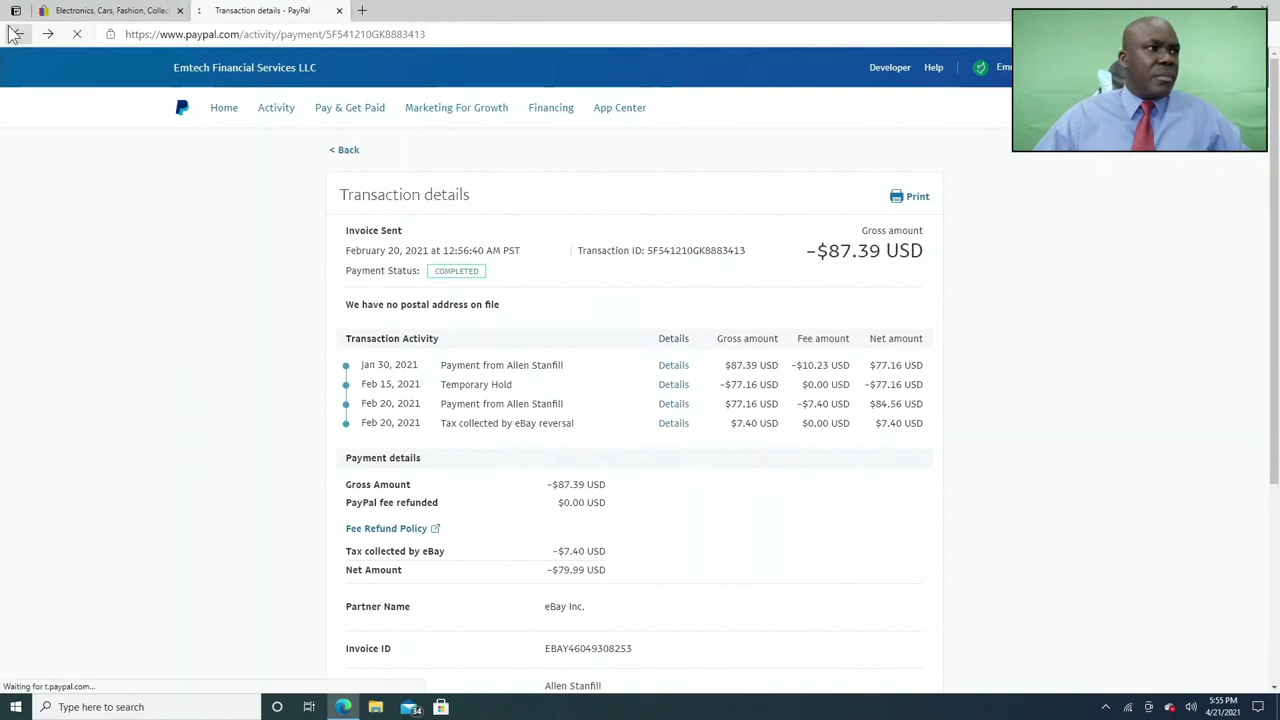 Electronics, Cars, Fashion, Collec
Transaction details - PayPal
https://www.paypal.com/activity/payment/5F541210GK8883413
Emtech Financial Services LLC
Developer Help
Home Activity Pay & Get Paid Marketing For Growth Financing App Center
< Back
Transaction details
Print
Invoice Sent
Gross amount
February 20, 2021 at 12:56:40 AM PST
Transaction ID: 5F541210GK8883413
-$87.39 USD
Payment Status: COMPLETED
We have no postal address on file
Transaction Activity Details Gross amount Fee amount Net amount
Jan 30, 2021 Payment from Allen Stanfill Details $87.39 USD -$10.23 USD $77.16 USD
Feb 15, 2021 Temporary Hold Details -$77.16 USD $0.00 USD -$77.16 USD
Feb 20, 2021 Payment from Allen Stanfill Details $77.16 USD -$7.40 USD $84.56 USD
Feb 20, 2021 Tax collected by eBay reversal Details $7.40 USD $0.00 USD $7.40 USD
Payment details
Gross Amount -$87.39 USD
PayPal fee refunded $0.00 USD
Fee Refund Policy
Tax collected by eBay -$7.40 USD
Net Amount -$79.99 USD
Partner Name eBay Inc.
Invoice ID EBAY46049308253
Allen Stanfill
Waiting for t.paypal.com...
Type here to search
34
5:55 PM
4/21/2021